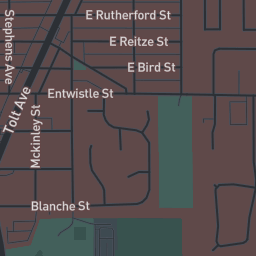 E Rutherford St
Stephens Ave
E Reitze St
E Bird St
Entwistle St
Tolt Ave
Mckinley St
Blanche St